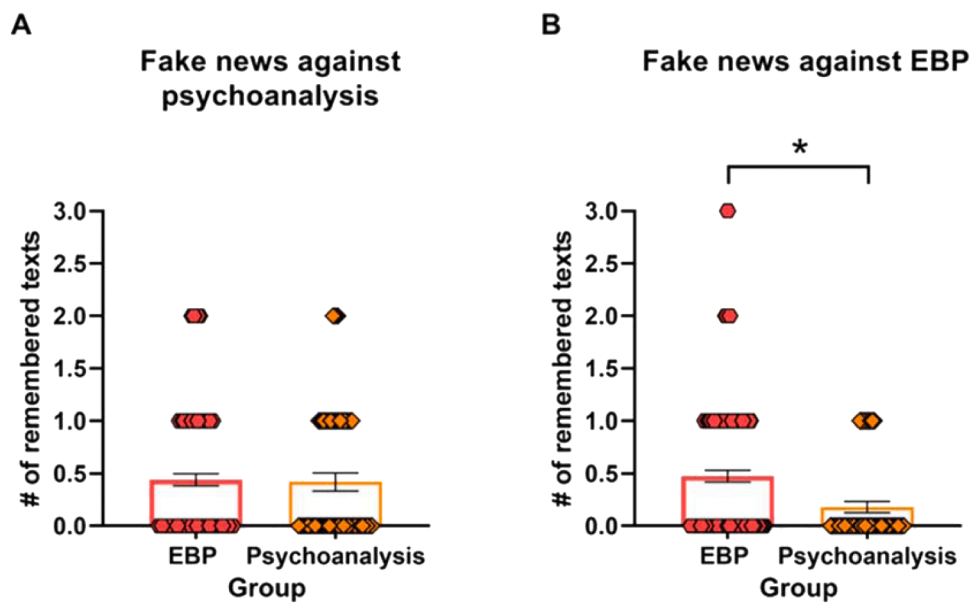 A
Fake news against
psychoanalysis
# of remembered texts
3.0
2.5
2.0
1.5
1.0
0.5
0.0
EBP
Psychoanalysis
Group
B
Fake news against EBP
*
# of remembered texts
3.0
2.5
2.0
1.5
1.0
0.5
0.0
EBP
Psychoanalysis
Group